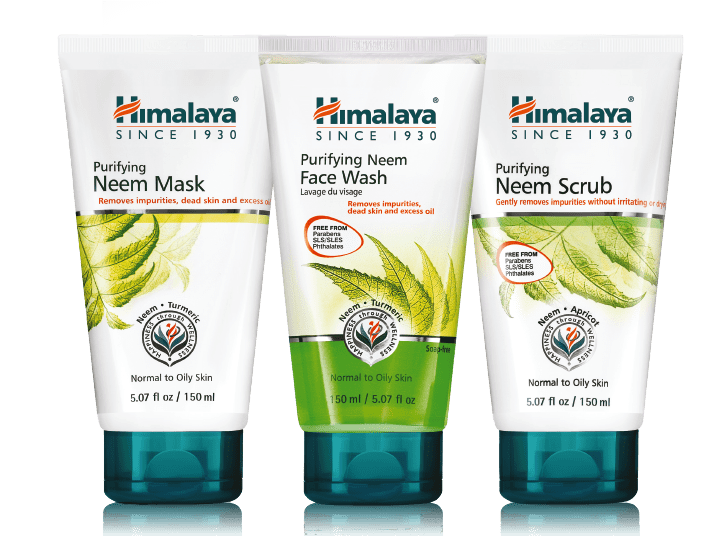 Himalaya®
SINCE 1930
Purifying
Neem Mask
Removes impurities, dead skin and excess oil
Neem • Turmeric
HAPPINESS through WELLNESS
Normal to Oily Skin
5.07 fl oz / 150 ml
Himalaya®
SINCE 1930
Purifying Neem
Face Wash
Lavage du visage
Removes impurities,
dead skin and excess oil
FREE FROM
Parabens
SLS/SLES
Phthalates
Neem • Turmeric
HAPPINESS through WELLNESS
Soap-free
Normal to Oily Skin
150 ml / 5.07 fl oz
Himalaya®
SINCE 1930
Purifying
Neem Scrub
Gently removes impurities without irritating or drying
FREE FROM
Parabens
SLS/SLES
Phthalates
Neem • Apricot
HAPPINESS through WELLNESS
Normal to Oily Skin
5.07 fl oz / 150 ml